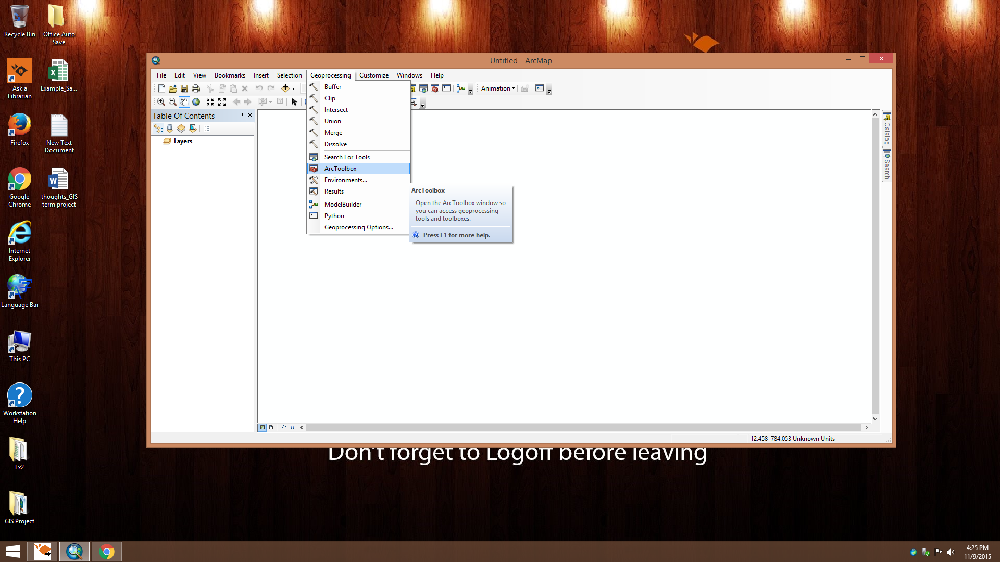 Recycle Bin
Office Auto
Save
Ask a
Librarian
Example_Sa...
Firefox
New Text
Document
Google
Chrome
thoughts_GIS
term project
Internet
Explorer
Language Bar
This PC
Workstation
Help
Ex2
GIS Project
Untitled - ArcMap
File Edit View Bookmarks Insert Selection Geoprocessing Customize Windows Help
Animation
Table Of Contents
Layers
Buffer
Clip
Intersect
Union
Merge
Dissolve
Search For Tools
ArcToolbox
Environments...
Results
ModelBuilder
Python
Geoprocessing Options...
ArcToolbox
Open the ArcToolbox window so
you can access geoprocessing
tools and toolboxes.
Press F1 for more help.
Catalog
Search
12.458 784.053 Unknown Units
Don't forget to Logoff before leaving
4:25 PM
11/9/2015